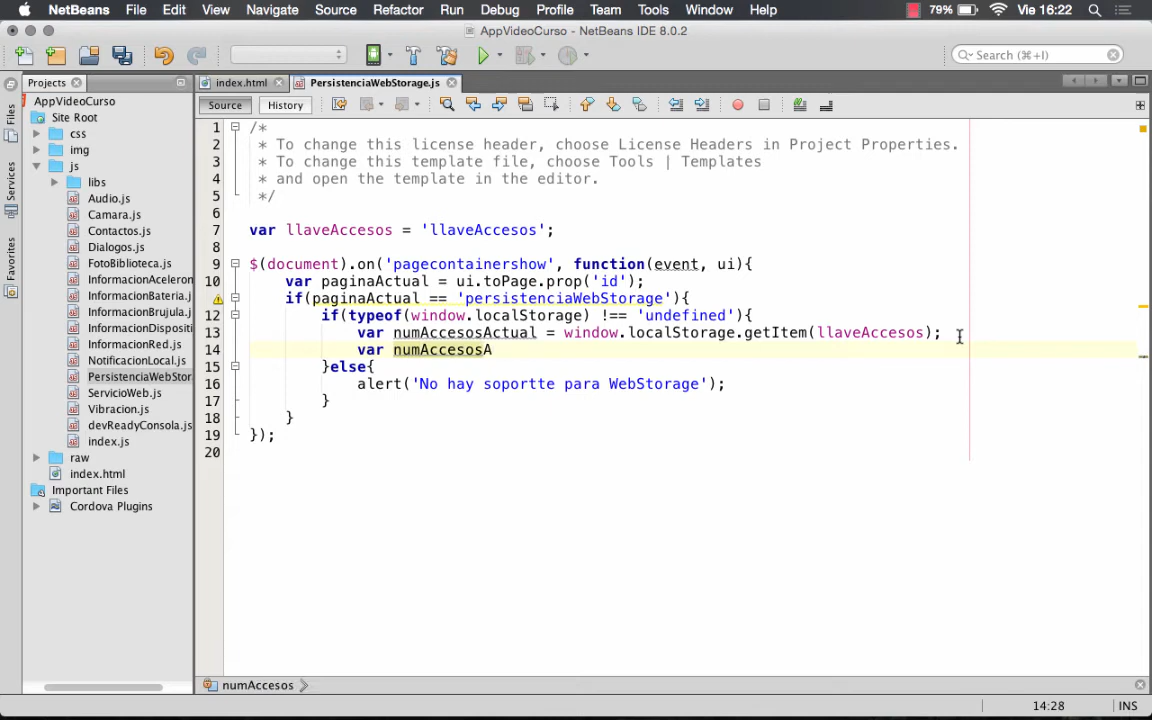 NetBeans File Edit View Navigate Source Refactor Run Debug Profile Team Tools Window Help 79% Vie 16:22
AppVideoCurso - NetBeans IDE 8.0.2
Search (⌘+I)
Projects
index.html
PersistenciaWebStorage.js
Source History
Files
Services
Favorites
AppVideoCurso
Site Root
css
img
js
libs
Audio.js
Camara.js
Contactos.js
Dialogos.js
FotoBiblioteca.js
InformacionAceleron
InformacionBateria.j
InformacionBrujula.j
InformacionDispositi
InformacionRed.js
NotificacionLocal.js
PersistenciaWebStor
ServicioWeb.js
Vibracion.js
devReadyConsola.js
index.js
raw
index.html
Important Files
Cordova Plugins
1 /*
2 * To change this license header, choose License Headers in Project Properties.
3 * To change this template file, choose Tools | Templates
4 * and open the template in the editor.
5 */
6
7 var llaveAccesos = 'llaveAccesos';
8
9 $(document).on('pagecontainershow', function(event, ui){
10 var paginaActual = ui.toPage.prop('id');
if(paginaActual == 'persistenciaWebStorage'){
12 if(typeof(window.localStorage) !== 'undefined'){
13 var numAccesosActual = window.localStorage.getItem(llaveAccesos);
14 var numAccesosA
15 }else{
16 alert('No hay soportte para WebStorage');
17 }
18 }
19 });
20
numAccesos
14:28 INS